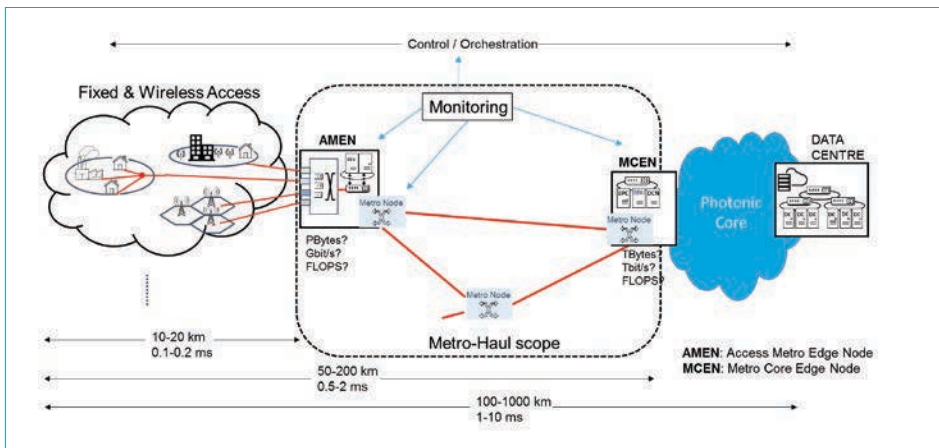 Control / Orchestration
Fixed & Wireless Access
Monitoring
AMEN
Metro Node
PBytes?
Gbit/s?
FLOPS?
MCEN
Metro Node
TBytes?
Tbit/s?
FLOPS?
Photonic
Core
DATA
CENTRE
Metro Node
Metro-Haul scope
10-20 km
0.1-0.2 ms
50-200 km
0.5-2 ms
100-1000 km
1-10 ms
AMEN: Access Metro Edge Node
MCEN: Metro Core Edge Node